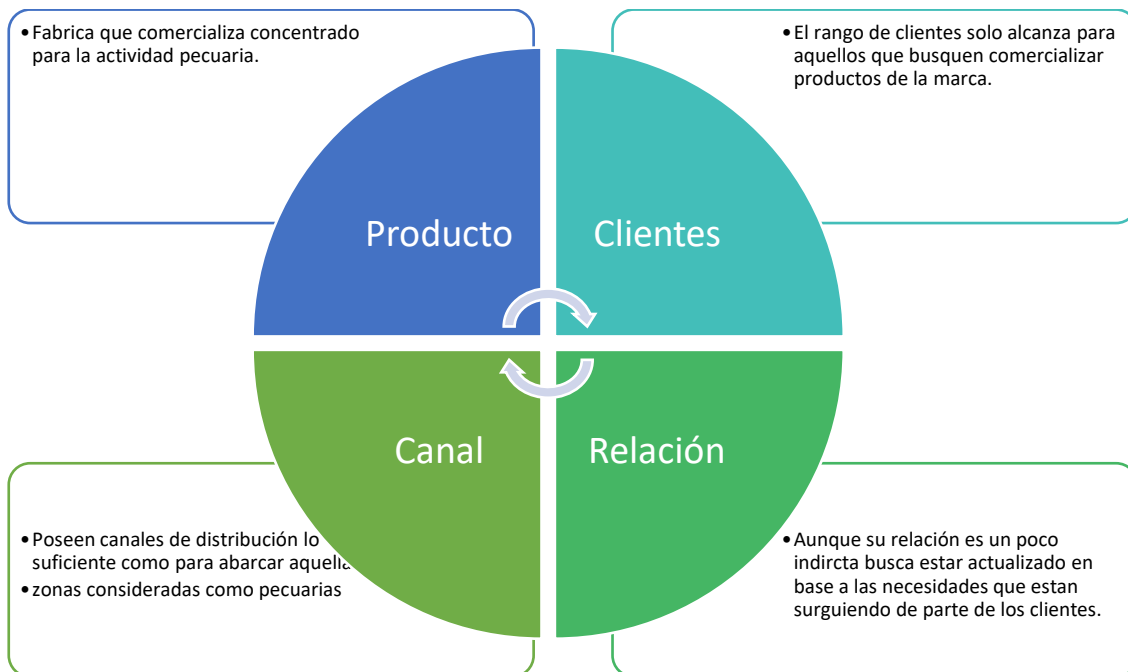 •Fabrica que comercializa concentrado
para la actividad pecuaria.
•El rango de clientes solo alcanza para
aquellos que busquen comercializar
productos de la marca.
Producto
Clientes
Canal
Relación
•Poseen canales de distribución lo
suficiente como para abarcar
•zonas consideradas como pecuarias
•Aunque su relación es un poco
indircta busca estar actualizado en
base a las necesidades que estan
surguiendo de parte de los clientes.